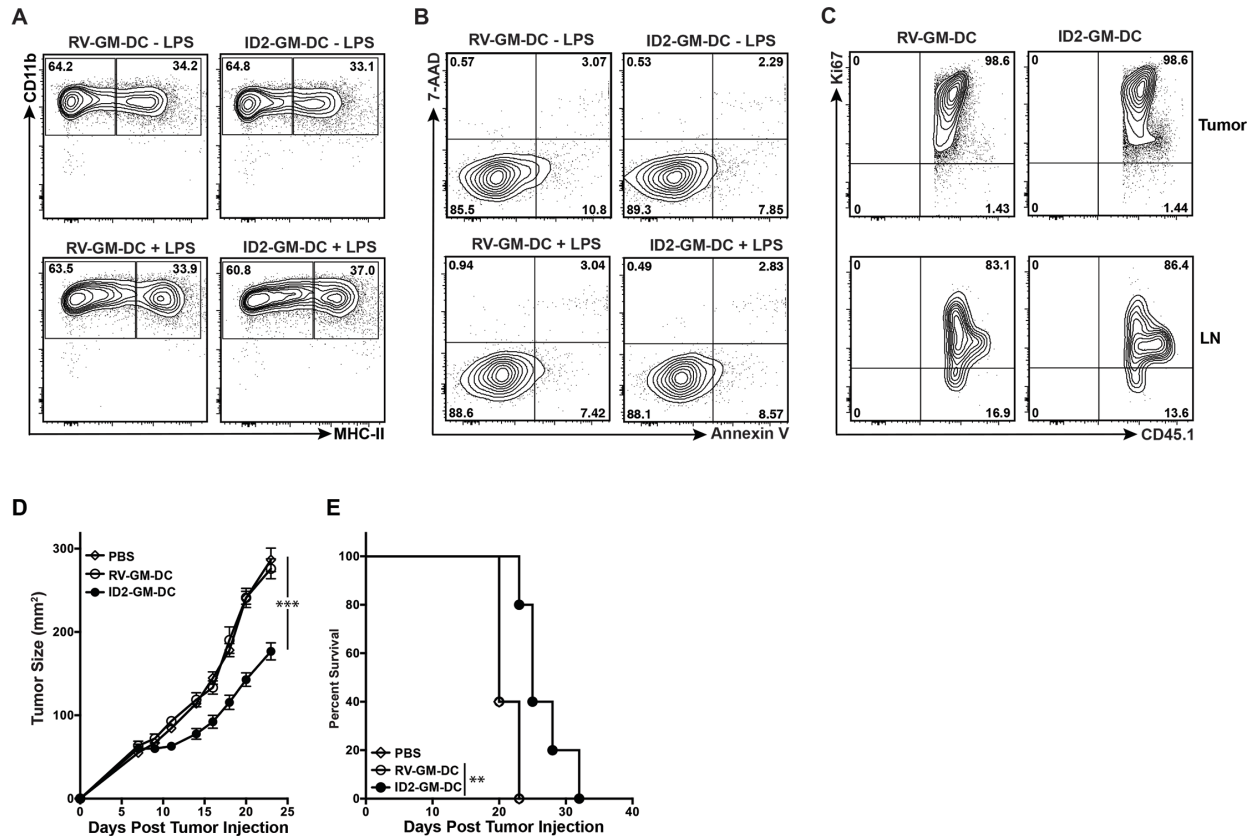 A
RV-GM-DC - LPS
ID2-GM-DC - LPS
CD11b
64.2
34.2
64.8
33.1
RV-GM-DC + LPS
ID2-GM-DC + LPS
63.5
33.9
60.8
37.0
MHC-II
B
RV-GM-DC - LPS
ID2-GM-DC - LPS
7-AAD
0.57
3.07
0.53
2.29
85.5
10.8
89.3
7.85
RV-GM-DC + LPS
ID2-GM-DC + LPS
0.94
3.04
0.49
2.83
88.6
7.42
88.1
8.57
Annexin V
C
RV-GM-DC
ID2-GM-DC
Ki67
0
98.6
0
98.6
Tumor
0
1.43
0
1.44
0
83.1
0
86.4
LN
0
16.9
0
13.6
CD45.1
D
Tumor Size (mm²)
300
200
100
0
PBS
RV-GM-DC
ID2-GM-DC
***
0
5
10
15
20
25
Days Post Tumor Injection
E
Percent Survival
100
80
60
40
20
0
PBS
RV-GM-DC
ID2-GM-DC
**
0
10
20
30
40
Days Post Tumor Injection